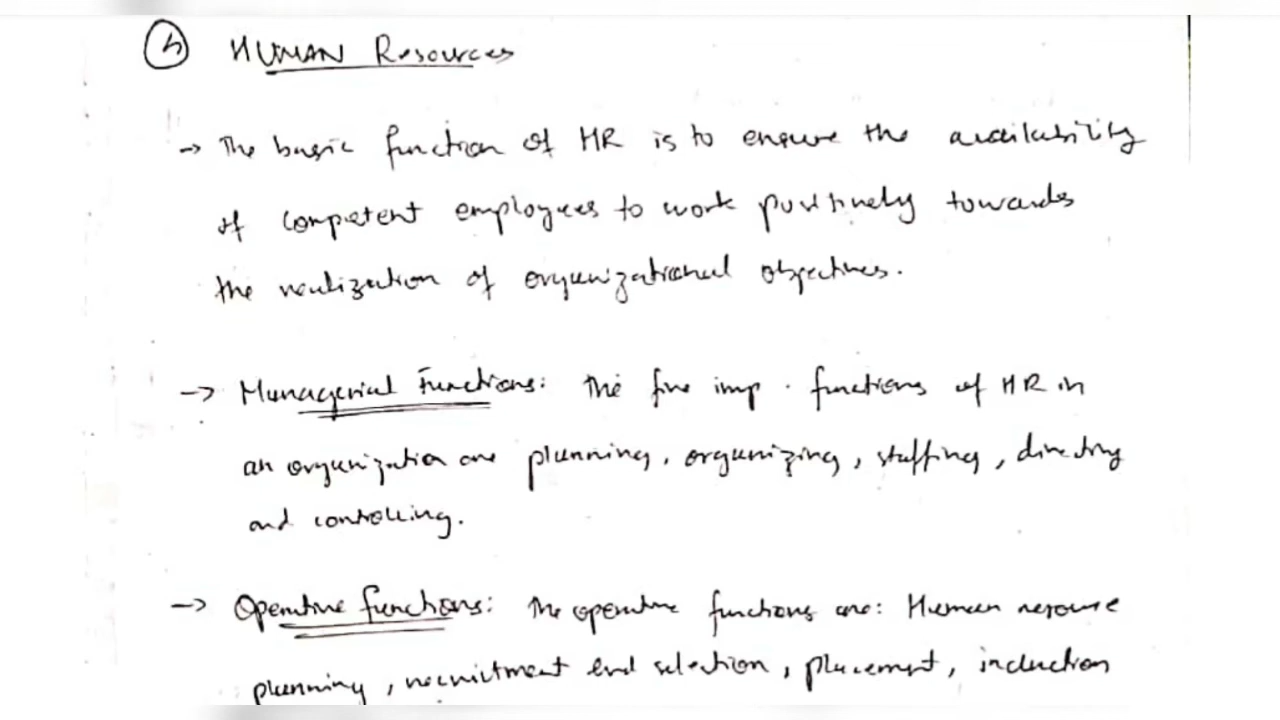 5 HUMAN Resources
→ The basic function of HR is to ensure the availability
of competent employees to work positively towards
the realization of organizational objectives.
→ Managerial Functions: The five imp. functions of HR in
an organization are planning, organizing, staffing, directing
and controlling.
→ Operative functions: The operative functions are: Human resource
planning, recruitment and selection, placement, induction